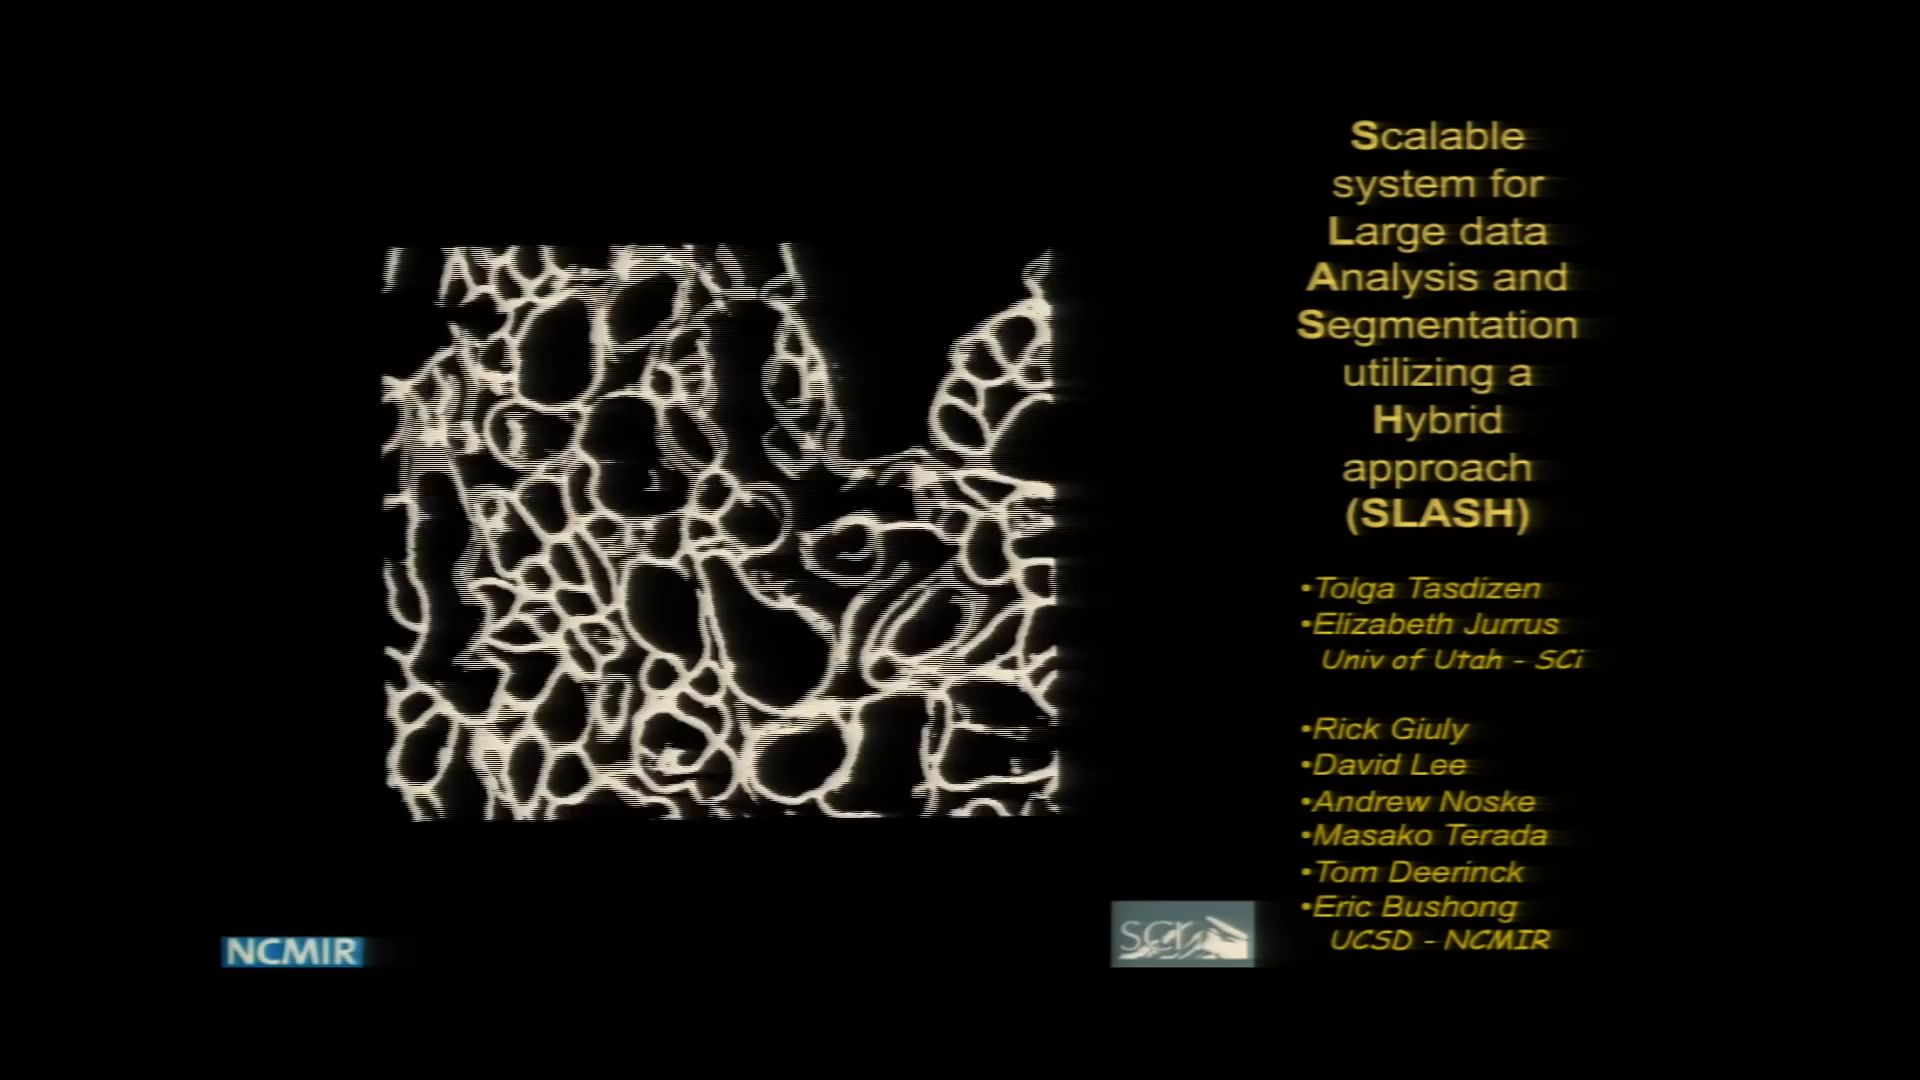 Scalable
system for
Large data
Analysis and
Segmentation
utilizing a
Hybrid
approach
(SLASH)
•Tolga Tasdizen
•Elizabeth Jurrus
Univ of Utah - SCi
•Rick Giuly
•David Lee
•Andrew Noske
•Masako Terada
•Tom Deerinck
•Eric Bushong
UCSD - NCMIR
NCMIR
SCI